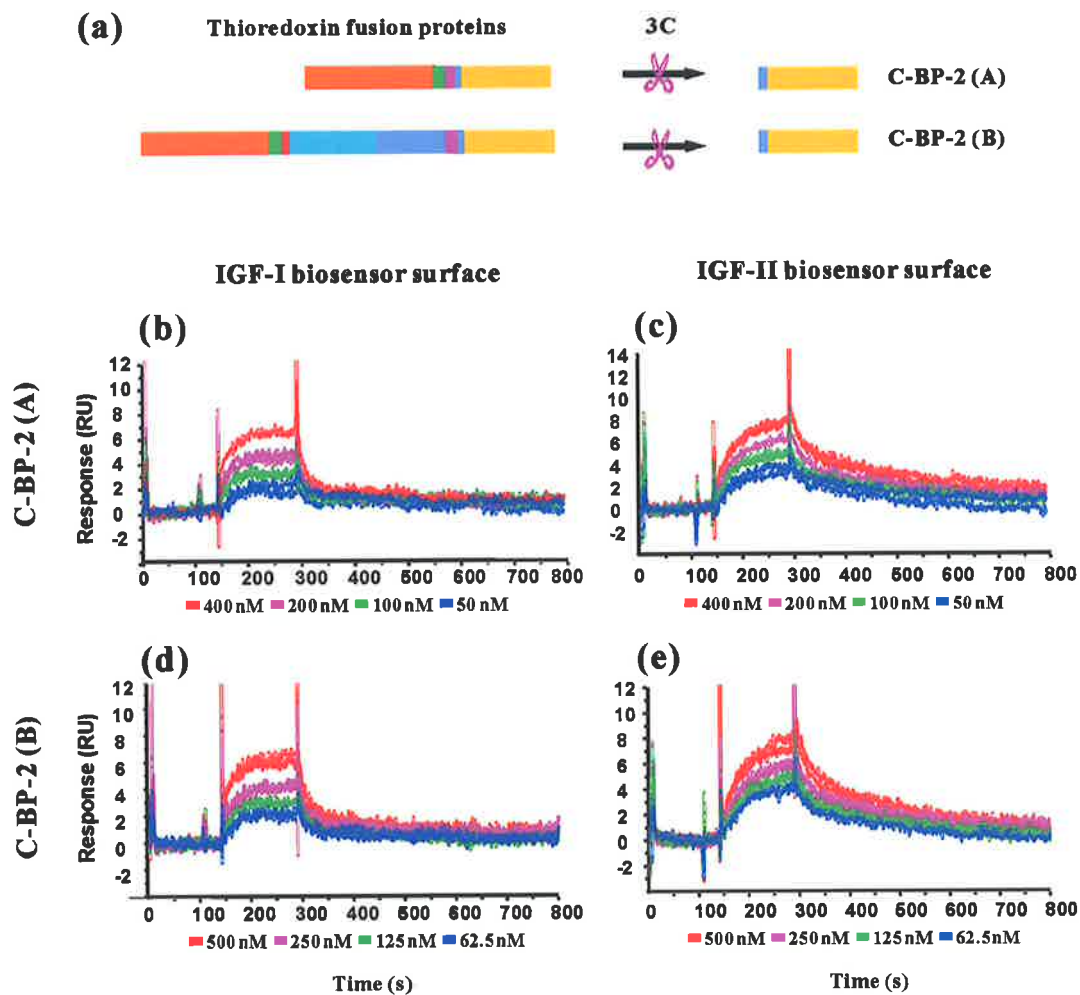 (a)
Thioredoxin fusion proteins
3C
C-BP-2 (A)
C-BP-2 (B)
IGF-I biosensor surface
IGF-II biosensor surface
C-BP-2 (A)
(b)
Response (RU)
12
10
8
6
4
2
0
-2
0 100 200 300 400 500 600 700 800
400 nM 200 nM 100 nM 50 nM
(c)
14
12
10
8
6
4
2
0
-2
0 100 200 300 400 500 600 700 800
400 nM 200 nM 100 nM 50 nM
C-BP-2 (B)
(d)
Response (RU)
12
10
8
6
4
2
0
-2
0 100 200 300 400 500 600 700 800
500 nM 250 nM 125 nM 62.5nM
Time (s)
(e)
12
10
8
6
4
2
0
-2
0 100 200 300 400 500 600 700 800
500 nM 250 nM 125 nM 62.5nM
Time (s)